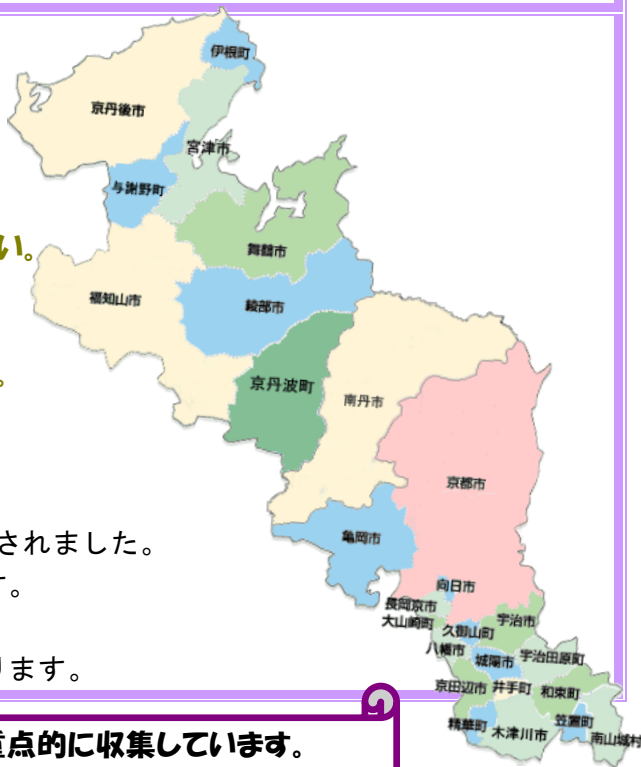 伊根町
京丹後市
宮津市
与謝野町
い。
舞鶴市
福知山市
綾部市
。
京丹波町
南丹市
京都市
されました。
亀岡市
す。
向日市
長岡京市
大山崎町
宇治市
久御山町
八幡市
宇治田原町
ります。
城陽市
京田辺市
井手町
和束町
精華町
木津川市
笠置町
南山城村
重点的に収集しています。